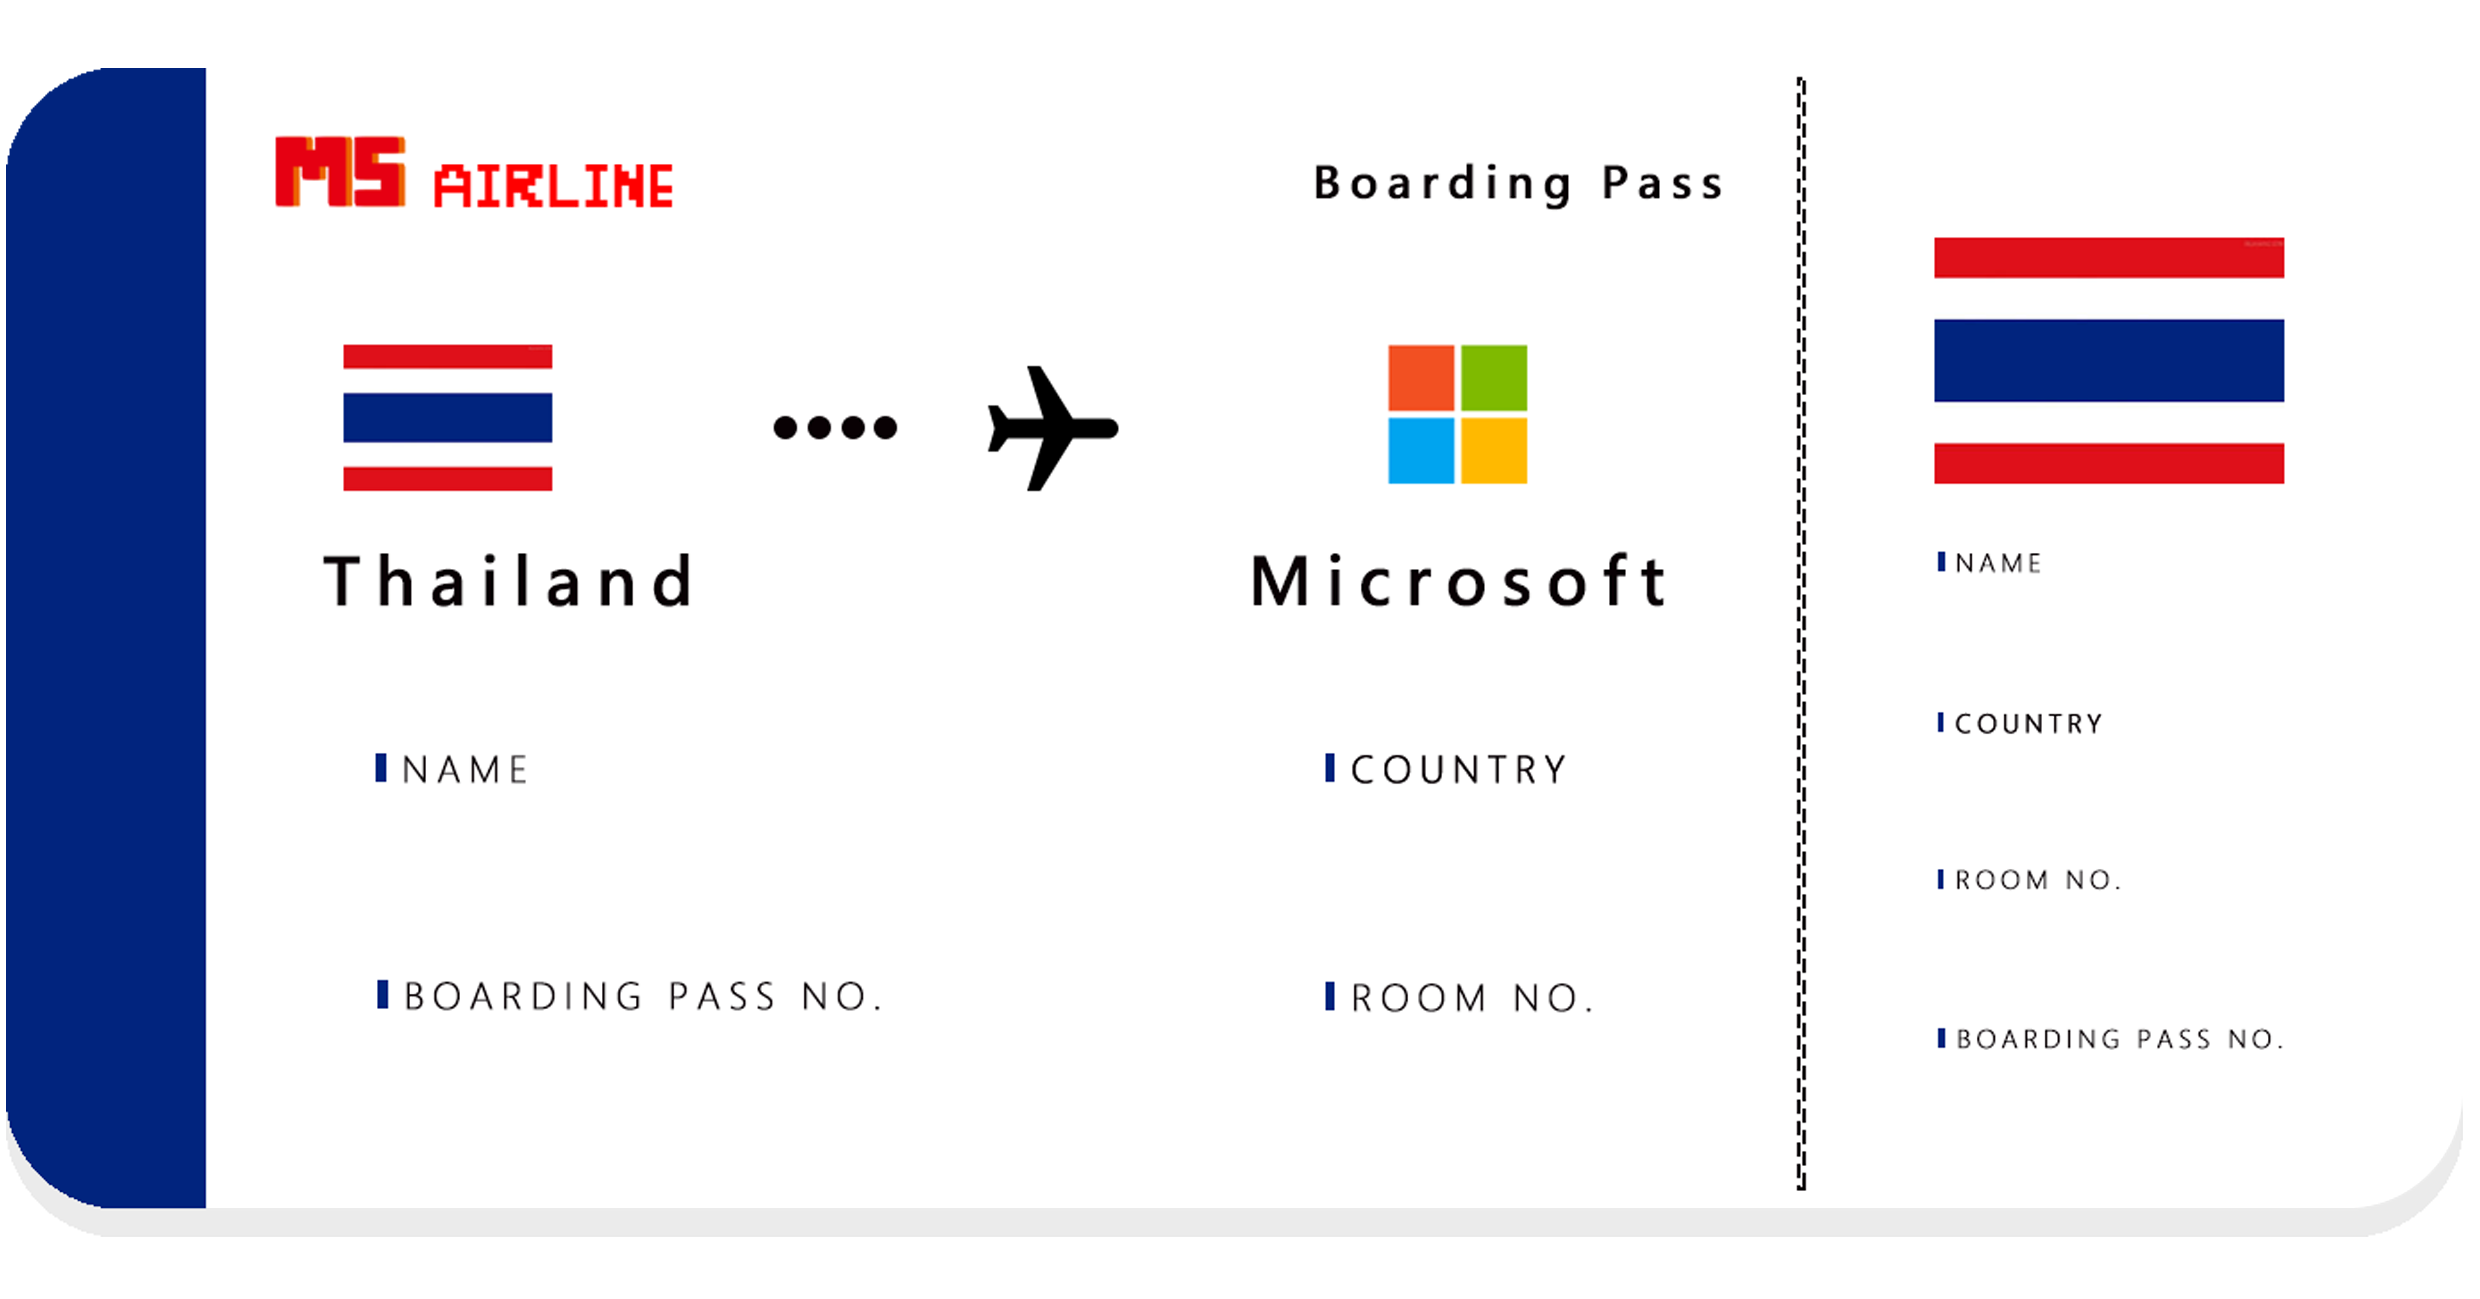 MS AIRLINE
Boarding Pass
Thailand
Microsoft
NAME
COUNTRY
BOARDING PASS NO.
ROOM NO.
NAME
COUNTRY
ROOM NO.
BOARDING PASS NO.